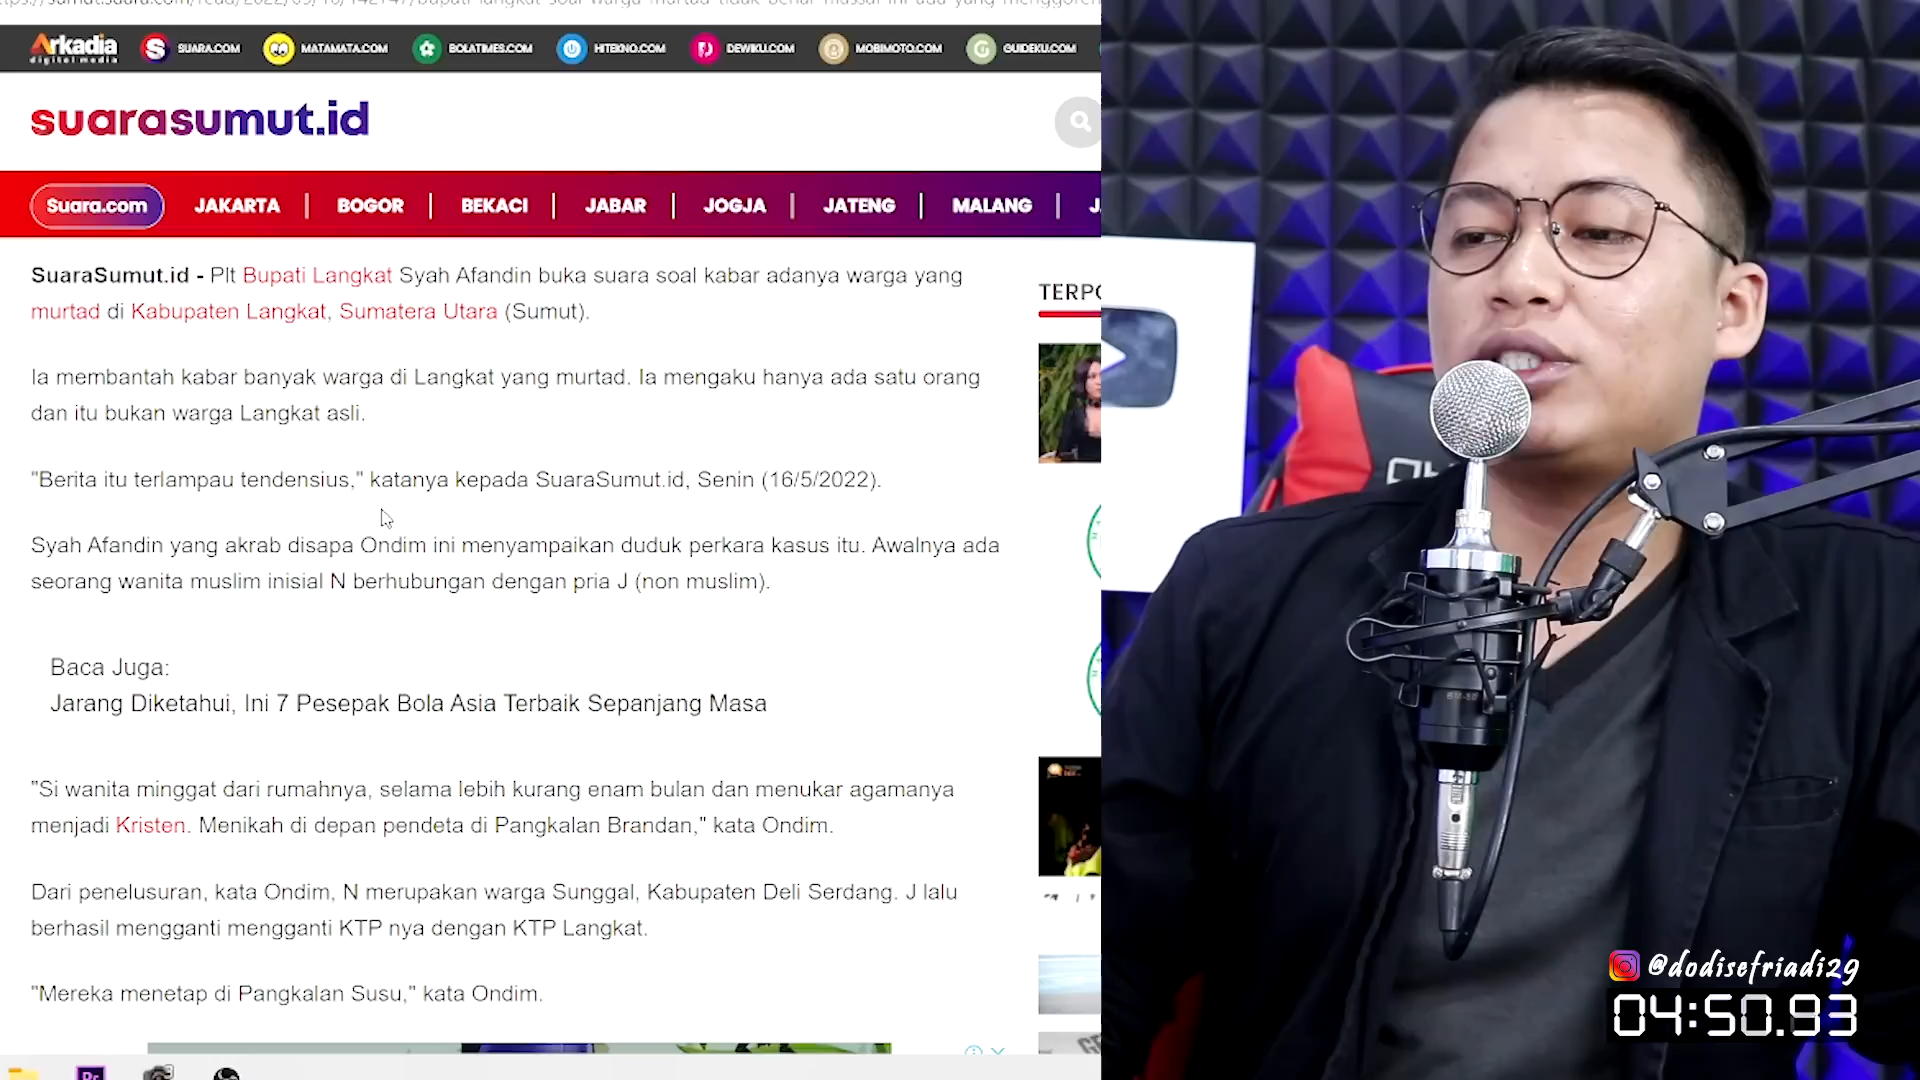 Arkadia
digital media
SUARA.COM
MATAMATA.COM
BOLATIMES.COM
HITEKNO.COM
DEWIKU.COM
MOBIMOTO.COM
GUIDEKU.COM
suarasumut.id
Suara.com
JAKARTA
BOGOR
BEKACI
JABAR
JOGJA
JATENG
MALANG
SuaraSumut.id - Plt Bupati Langkat Syah Afandin buka suara soal kabar adanya warga yang
murtad di Kabupaten Langkat, Sumatera Utara (Sumut).
Ia membantah kabar banyak warga di Langkat yang murtad. Ia mengaku hanya ada satu orang
dan itu bukan warga Langkat asli.
"Berita itu terlampau tendensius," katanya kepada SuaraSumut.id, Senin (16/5/2022).
Syah Afandin yang akrab disapa Ondim ini menyampaikan duduk perkara kasus itu. Awalnya ada
seorang wanita muslim inisial N berhubungan dengan pria J (non muslim).
Baca Juga:
Jarang Diketahui, Ini 7 Pesepak Bola Asia Terbaik Sepanjang Masa
"Si wanita minggat dari rumahnya, selama lebih kurang enam bulan dan menukar agamanya
menjadi Kristen. Menikah di depan pendeta di Pangkalan Brandan," kata Ondim.
Dari penelusuran, kata Ondim, N merupakan warga Sunggal, Kabupaten Deli Serdang. J lalu
berhasil mengganti mengganti KTP nya dengan KTP Langkat.
"Mereka menetap di Pangkalan Susu," kata Ondim.
TERPO
@dodisefriadi29
04:50.93